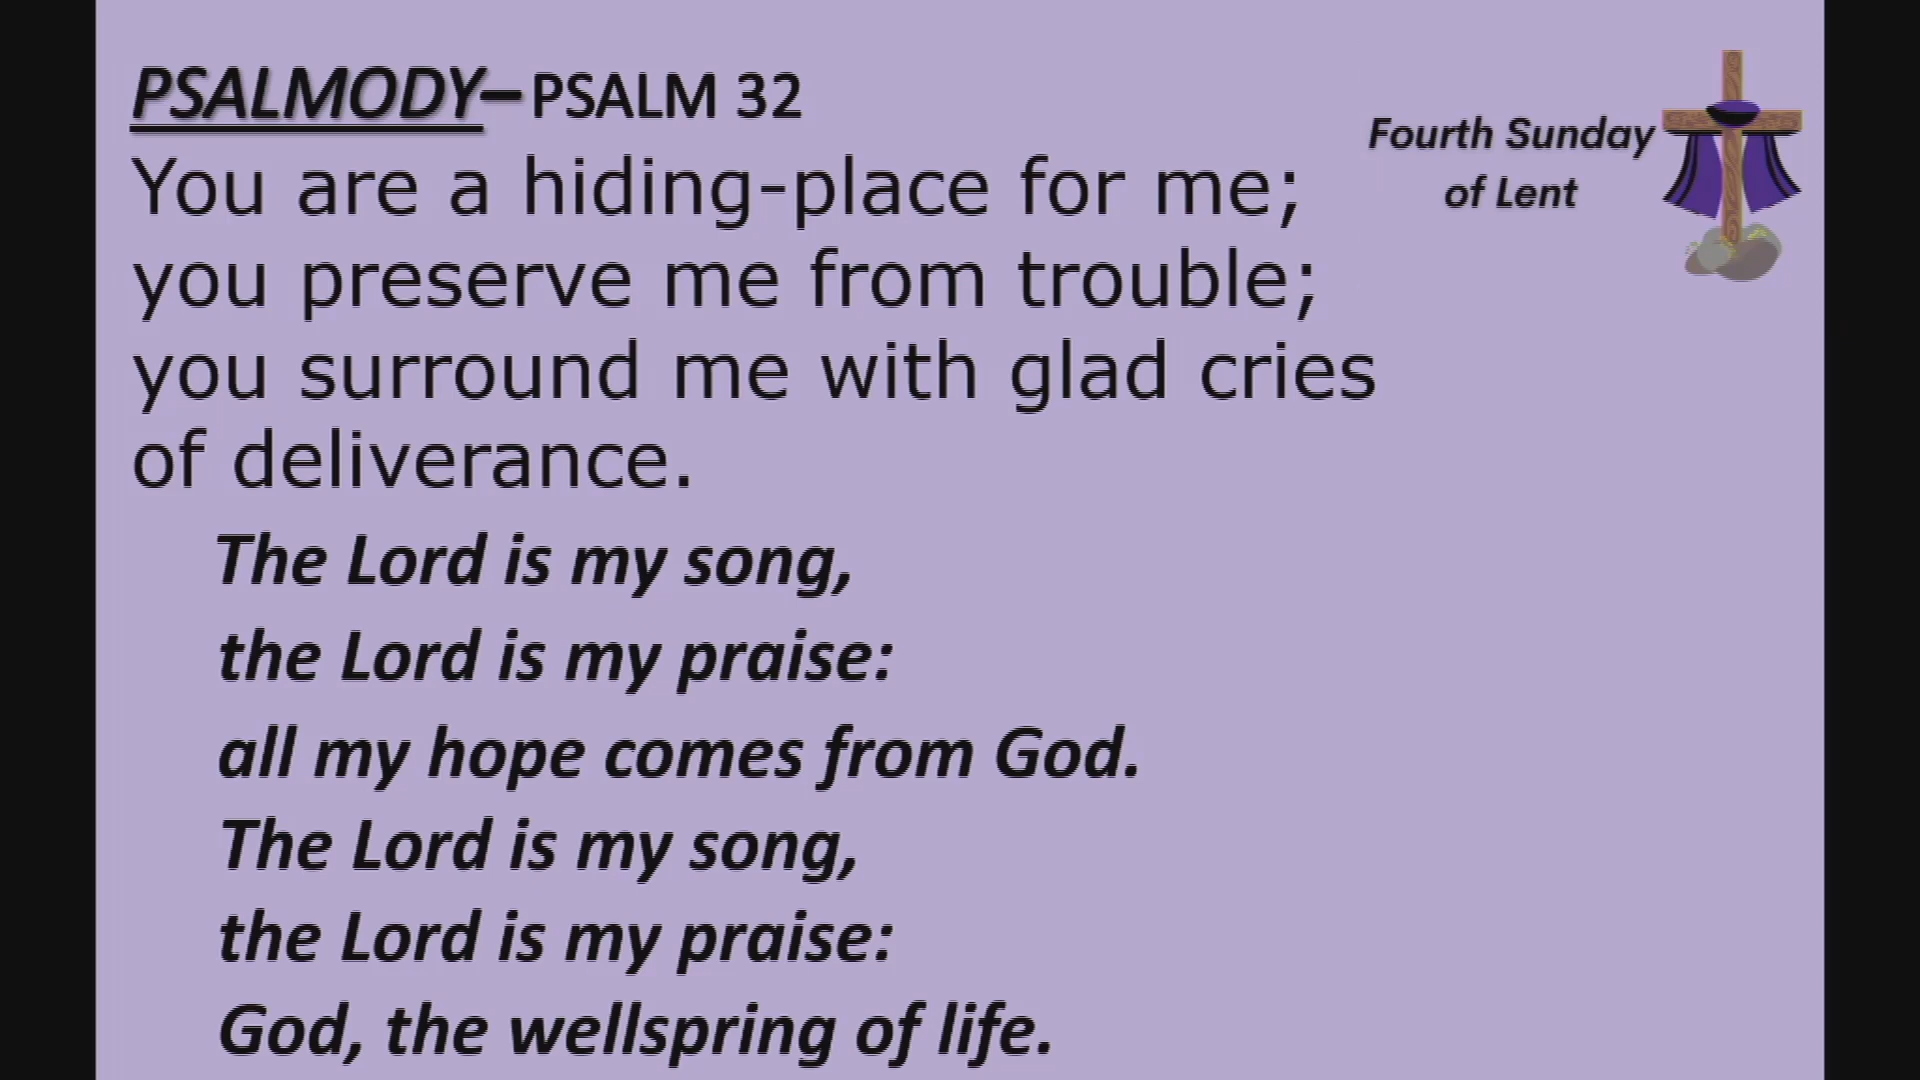 PSALMODY– PSALM 32
Fourth Sunday
of Lent
You are a hiding-place for me;
you preserve me from trouble;
you surround me with glad cries
of deliverance.
The Lord is my song,
the Lord is my praise:
all my hope comes from God.
The Lord is my song,
the Lord is my praise:
God, the wellspring of life.